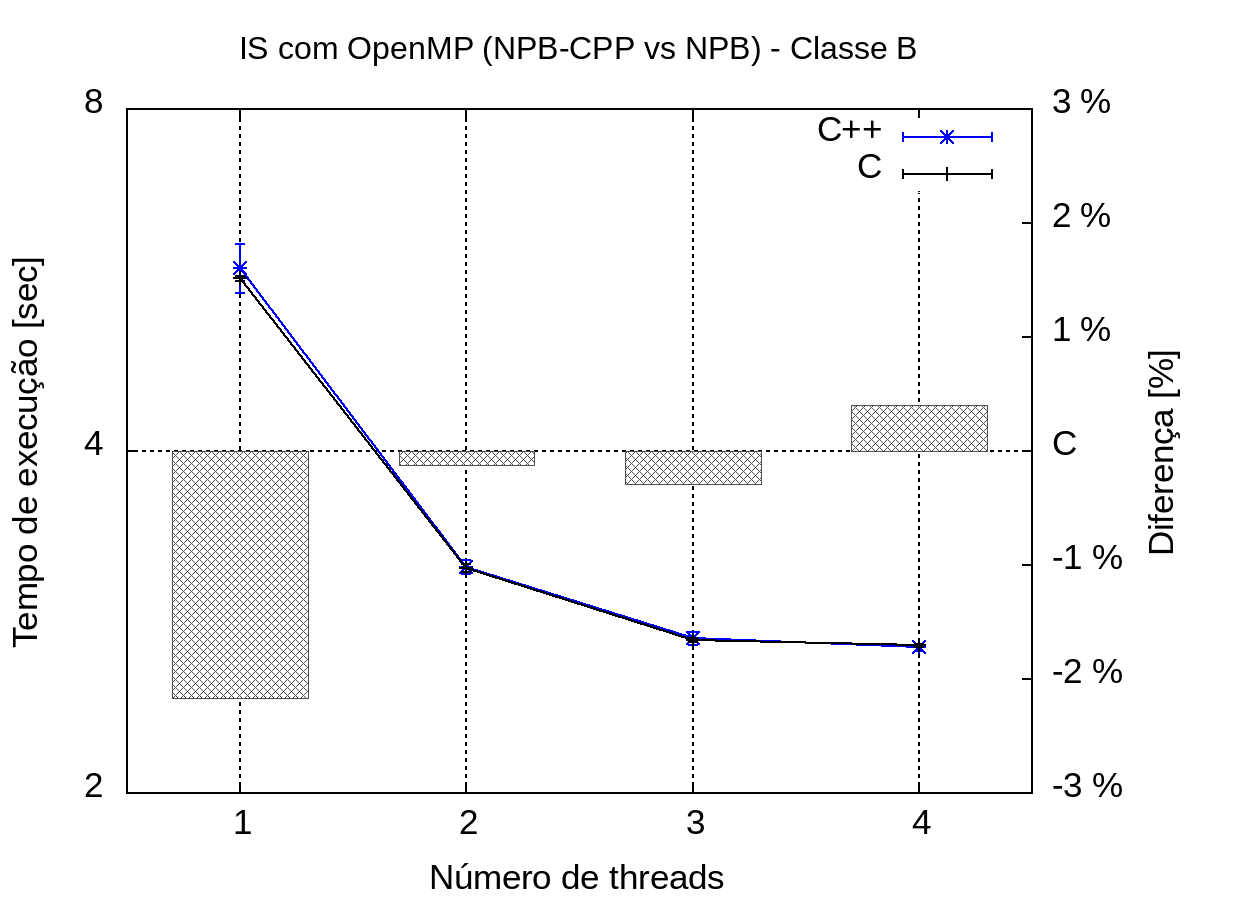 IS com OpenMP (NPB-CPP vs NPB) - Classe B
8
4
2
Tempo de execução [sec]
C++
C
3 %
2 %
1 %
C
-1 %
-2 %
-3 %
Diferença [%]
1 2 3 4
Número de threads